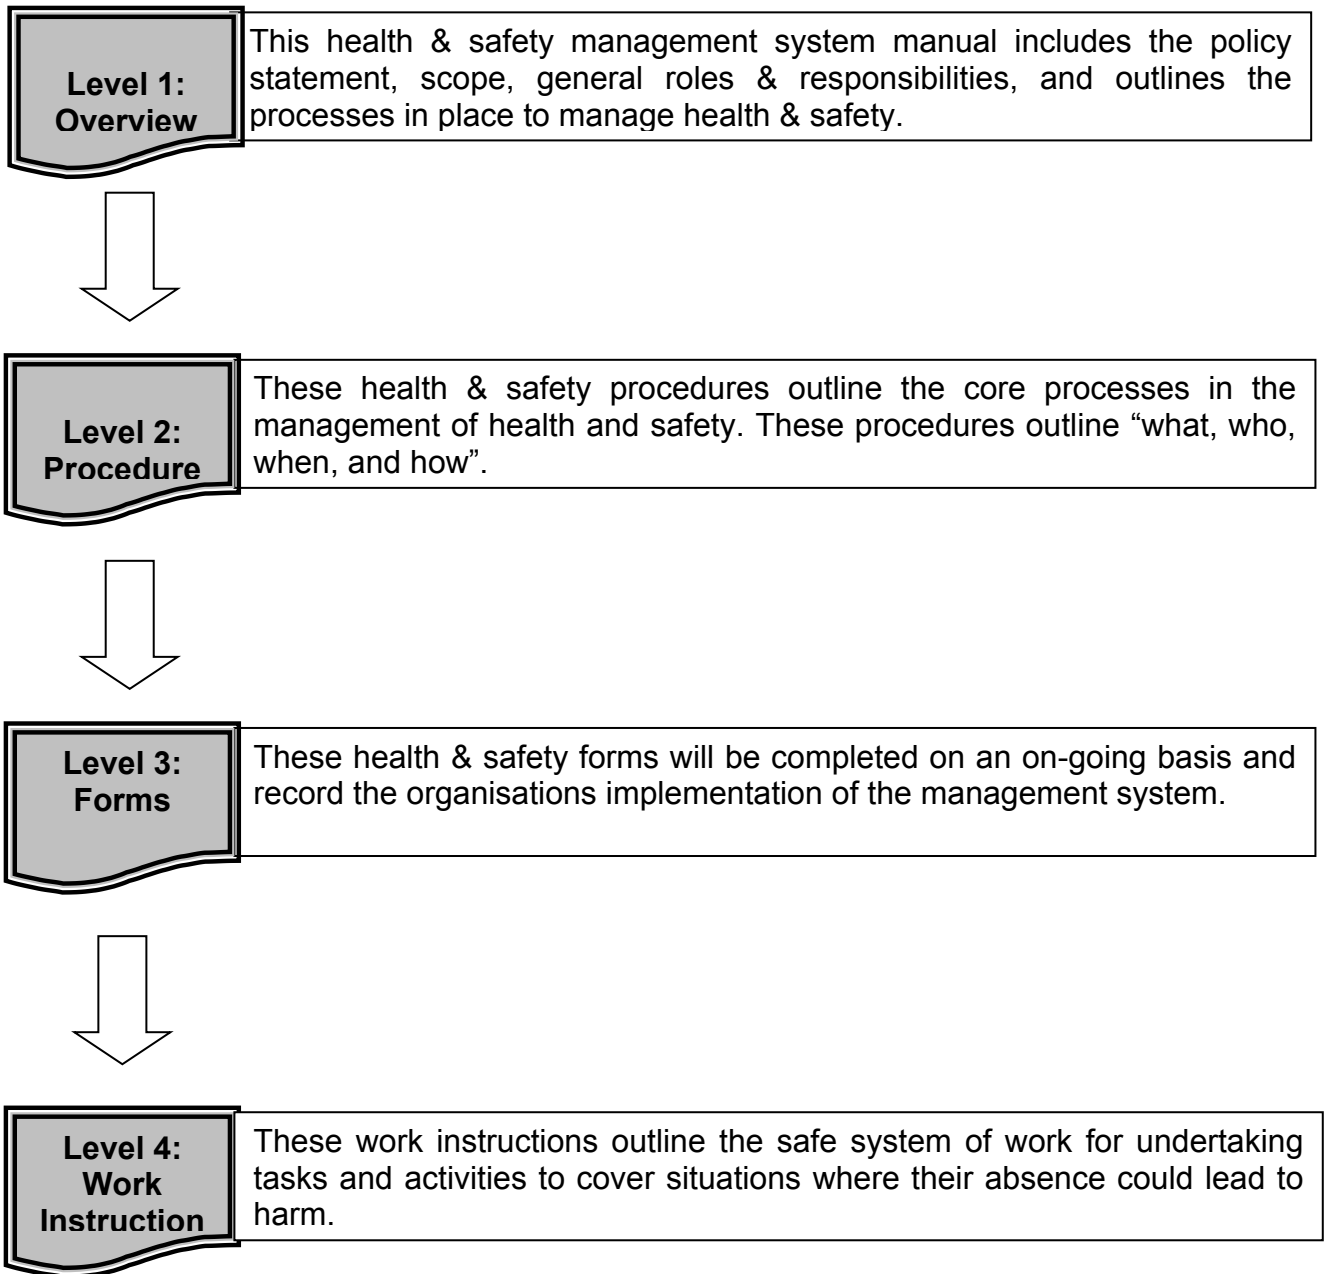 Level 1:
Overview
This health & safety management system manual includes the policy
statement, scope, general roles & responsibilities, and outlines the
processes in place to manage health & safety.
Level 2:
Procedure
These health & safety procedures outline the core processes in the
management of health and safety. These procedures outline “what, who,
when, and how”.
Level 3:
Forms
These health & safety forms will be completed on an on-going basis and
record the organisations implementation of the management system.
Level 4:
Work
Instruction
These work instructions outline the safe system of work for undertaking
tasks and activities to cover situations where their absence could lead to
harm.